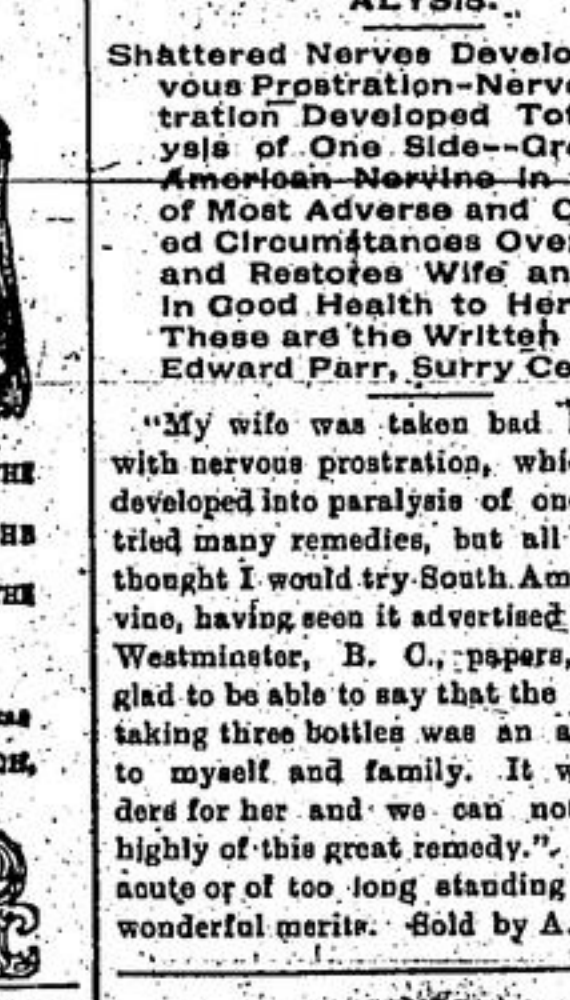 ALYSIS.
Shattered Nerves Develo
vous Prostration-Nerv
tration Developed Tot
ysis of One Side--Gre
American Nervine in
of Most Adverse and C
ed Circumstances Over
and Restores Wife an
in Good Health to Her
These are the Written
Edward Parr, Surry Ce
"My wife was taken bad
with nervous prostration, whi
developed into paralysis of on
tried many remedies, but all
thought I would try South Am
vine, having seen it advertised
Westminster, B. C., papers,
glad to be able to say that the
taking three bottles was an a
to myself and family. It w
ders for her and we can not
highly of this great remedy."
acute or of too long standing
wonderful merits. Sold by A.
THE
THE
THE